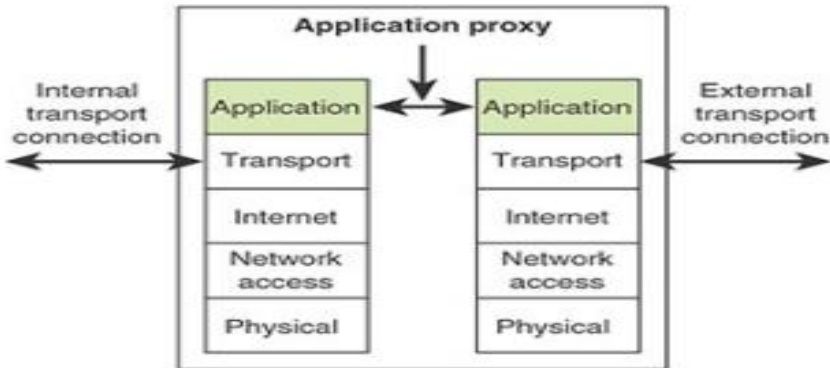 Application proxy
Internal
transport
connection
Application
Transport
Internet
Network
access
Physical
Application
Transport
Internet
Network
access
Physical
External
transport
connection